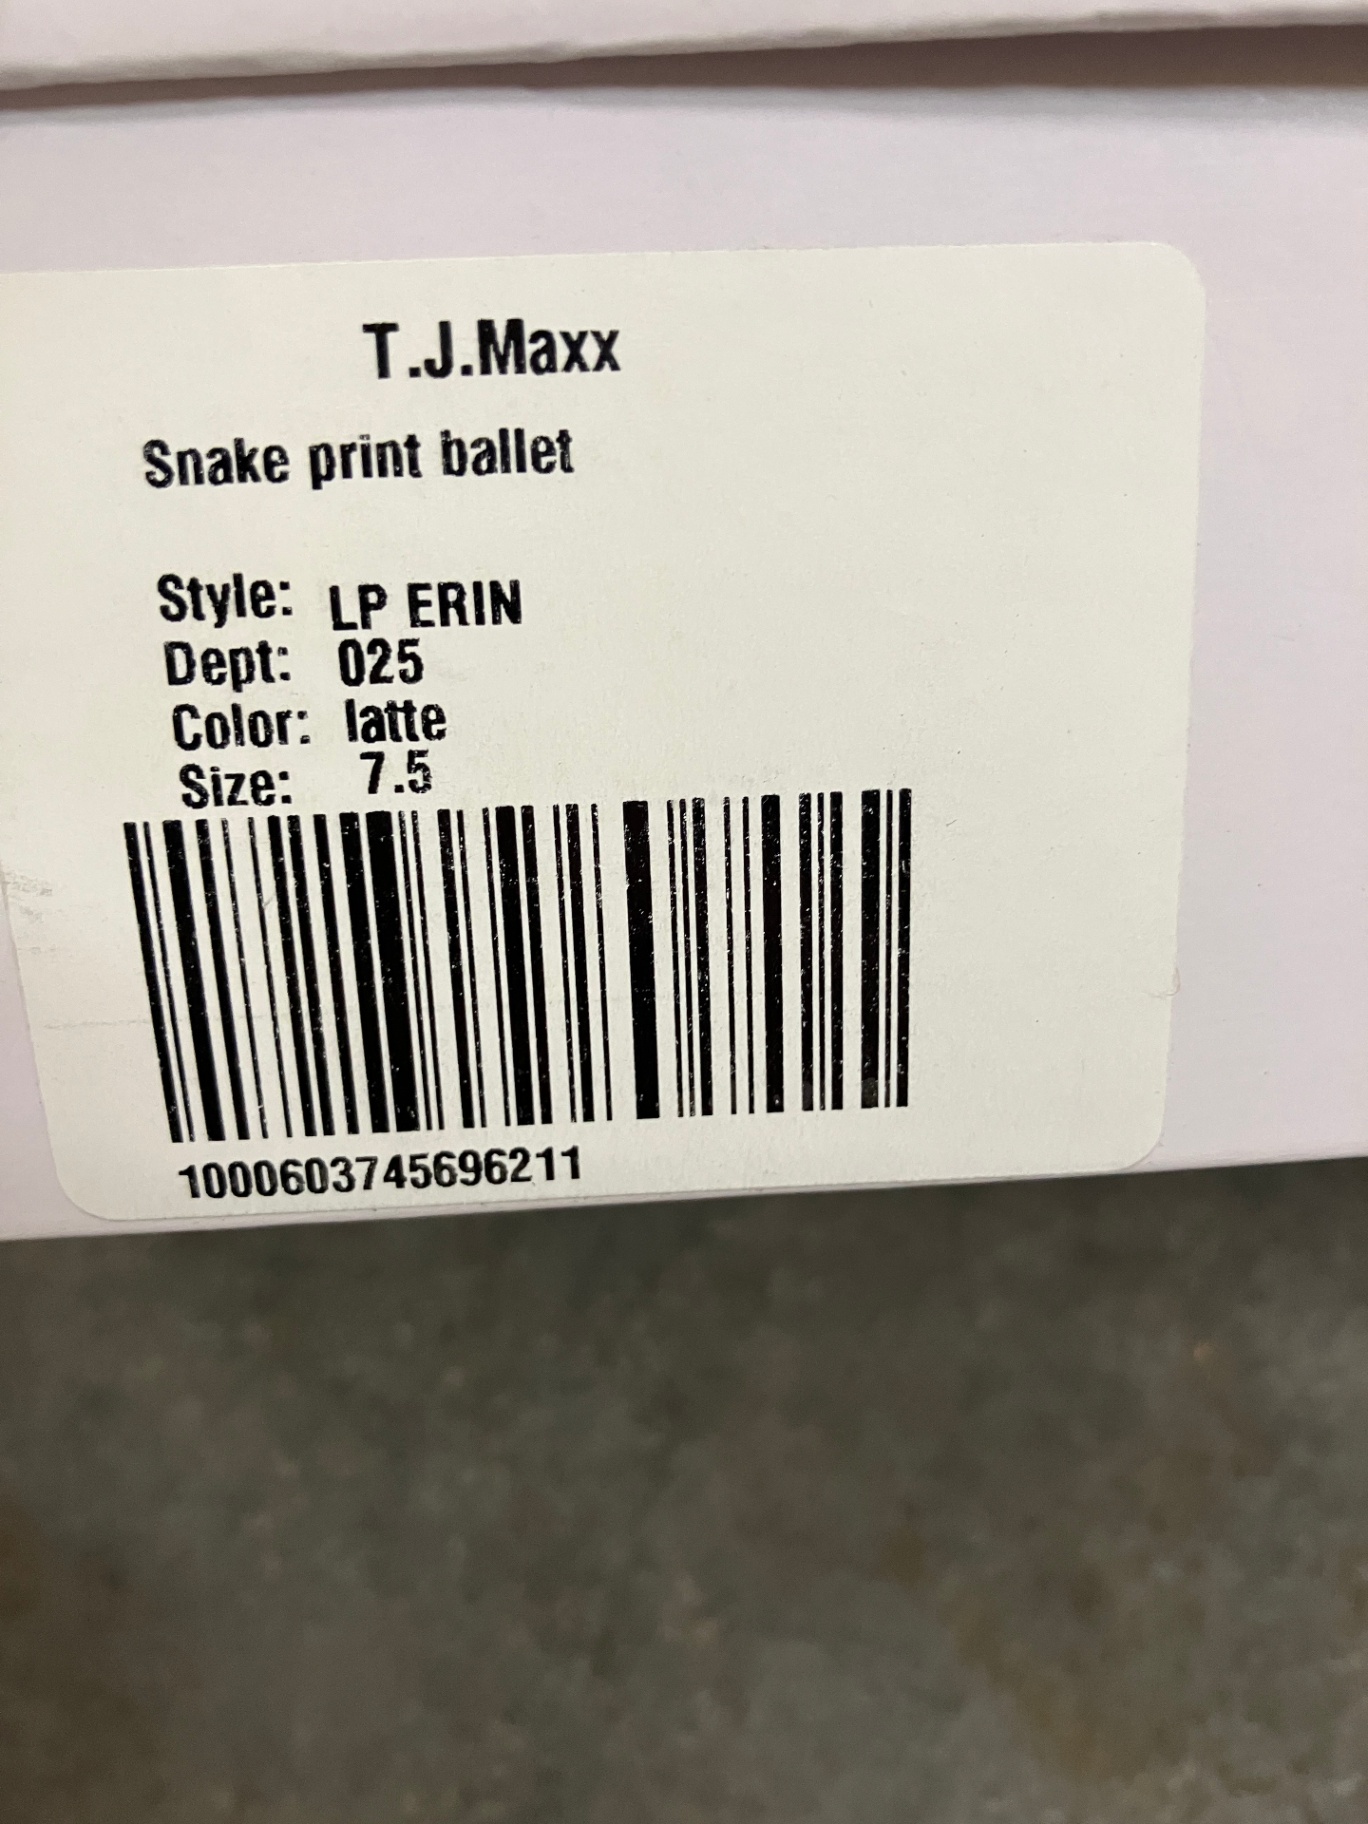 T.J.Maxx
Snake print ballet
Style: LP ERIN
Dept: 025
Color: latte
Size: 7.5
1000603745696211